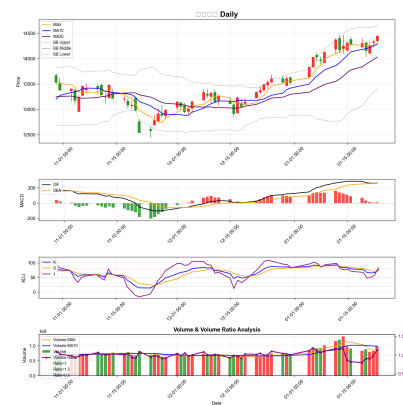 Daily
14500
14000
13500
13000
12500
Price
MA5
MA10
MA20
BB Upper
BB Middle
BB Lower
11-01 00:00
11-15 00:00
12-01 00:00
12-15 00:00
01-01 00:00
01-15 00:00
200
0
-200
MACD
DIF
DEA
11-01 00:00
11-15 00:00
12-01 00:00
12-15 00:00
01-01 00:00
01-15 00:00
100
50
0
KDJ
K
D
J
11-01 00:00
11-15 00:00
12-01 00:00
12-15 00:00
01-01 00:00
01-15 00:00
Volume & Volume Ratio Analysis
1e9
1.0
0.5
0.0
Volume
Volume MA5
Volume MA10
Volume
Ratio=1
Ratio=1.5
11-01 00:00
11-15 00:00
12-01 00:00
12-15 00:00
01-01 00:00
01-15 00:00
Date